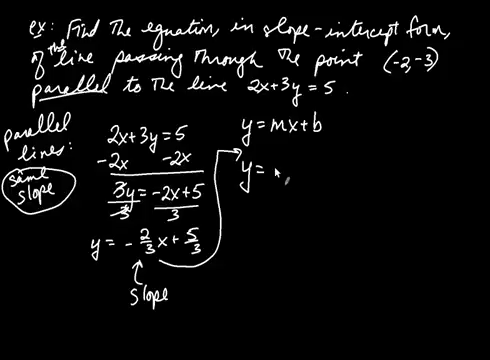 ex: Find the equation, in slope-intercept form,
of the line passing through the point (-2,-3)
parallel to the line 2x+3y=5.
parallel
lines:
same
slope
2x+3y=5
-2x -2x
3y = -2x+5
3 3
y = -2/3x+5/3
slope
y=mx+b
y=